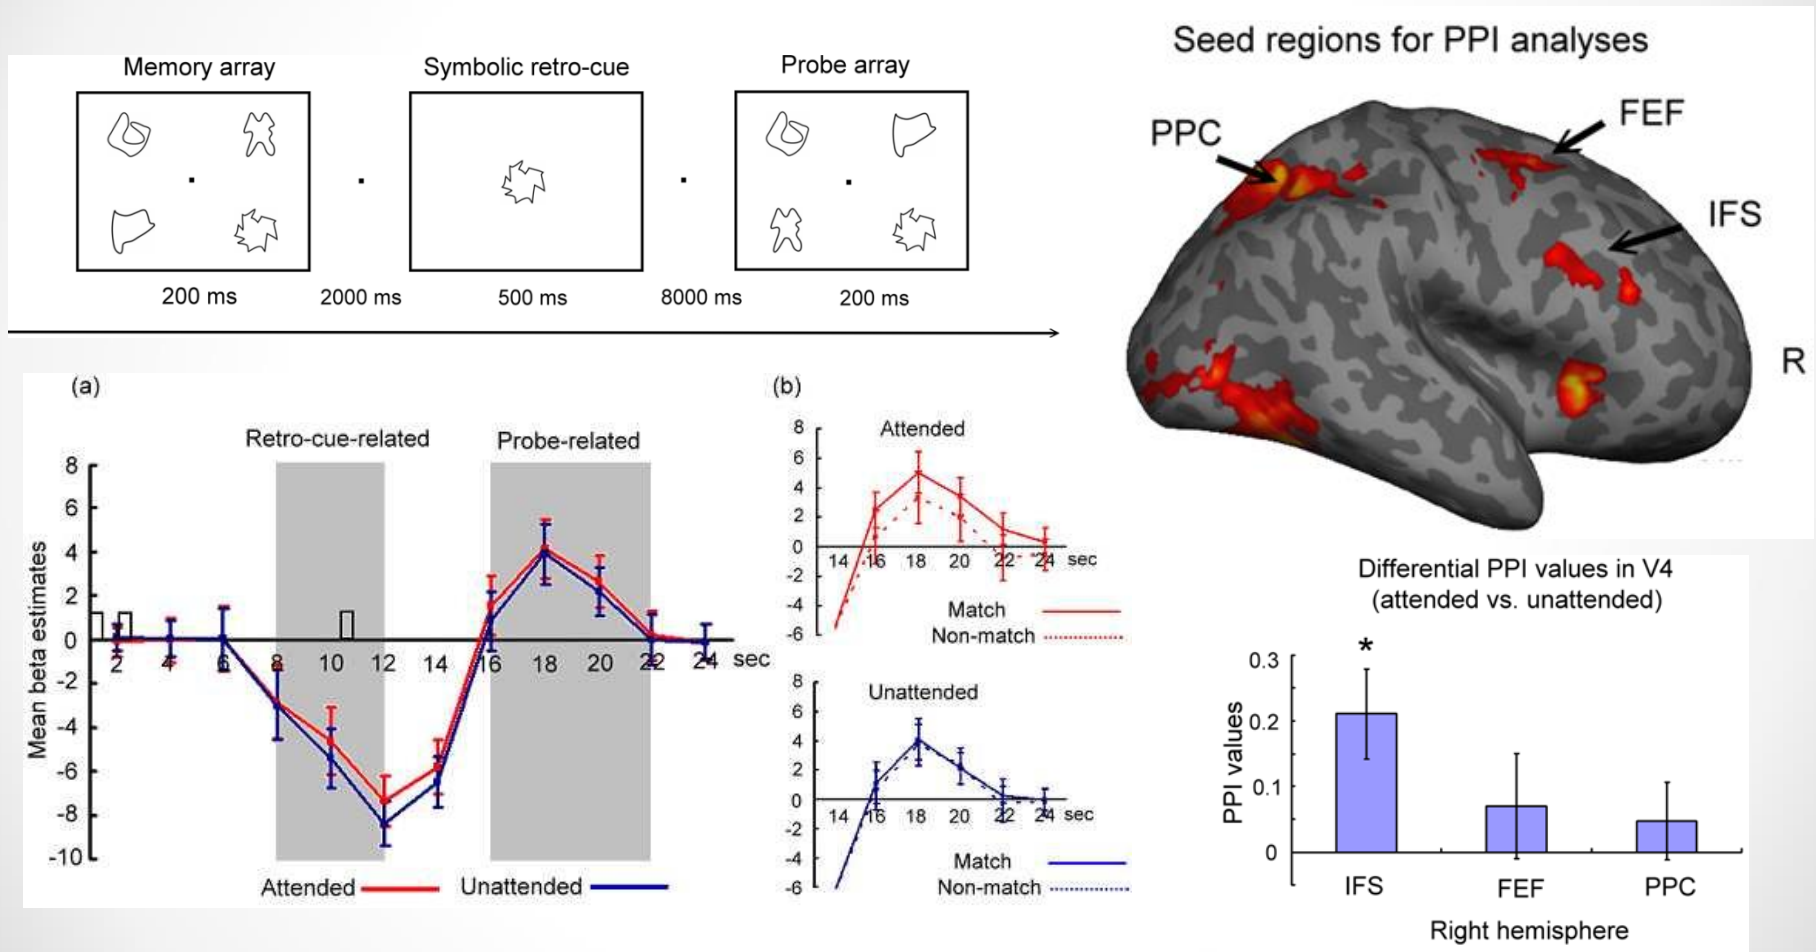 Memory array
Symbolic retro-cue
Probe array
200 ms
2000 ms
500 ms
8000 ms
200 ms
Seed regions for PPI analyses
PPC
FEF
IFS
R
(a)
Retro-cue-related
Probe-related
Mean beta estimates
8
6
4
2
0
-2
-4
-6
-8
-10
2 4 6 8 10 12 14 16 18 20 22 24 sec
Attended
Unattended
(b)
Attended
8
6
4
2
0
-2
-4
-6
14 16 18 20 22 24 sec
Match
Non-match
Unattended
8
6
4
2
0
-2
-4
-6
14 16 18 20 22 24 sec
Match
Non-match
Differential PPI values in V4
(attended vs. unattended)
PPI values
0.3
0.2
0.1
0
*
IFS FEF PPC
Right hemisphere